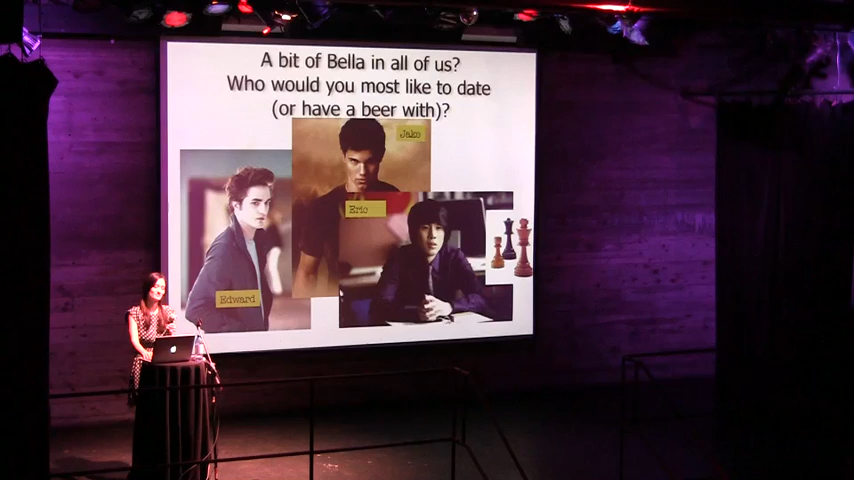 A bit of Bella in all of us?
Who would you most like to date
(or have a beer with)?
Jake
Eric
Edward